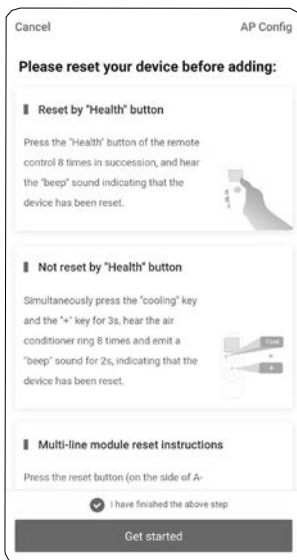 Cancel AP Config
Please reset your device before adding:
Reset by "Health" button
Press the "Health" button of the remote
control 8 times in succession, and hear
the "beep" sound indicating that the
device has been reset.
Not reset by "Health" button
Simultaneously press the "cooling" key
and the "+" key for 3s, hear the air
conditioner ring 8 times and emit a
"beep" sound for 2s, indicating that the
device has been reset.
Cool
+
Multi-line module reset instructions
Press the reset button (on the side of A-
I have finished the above step
Get started